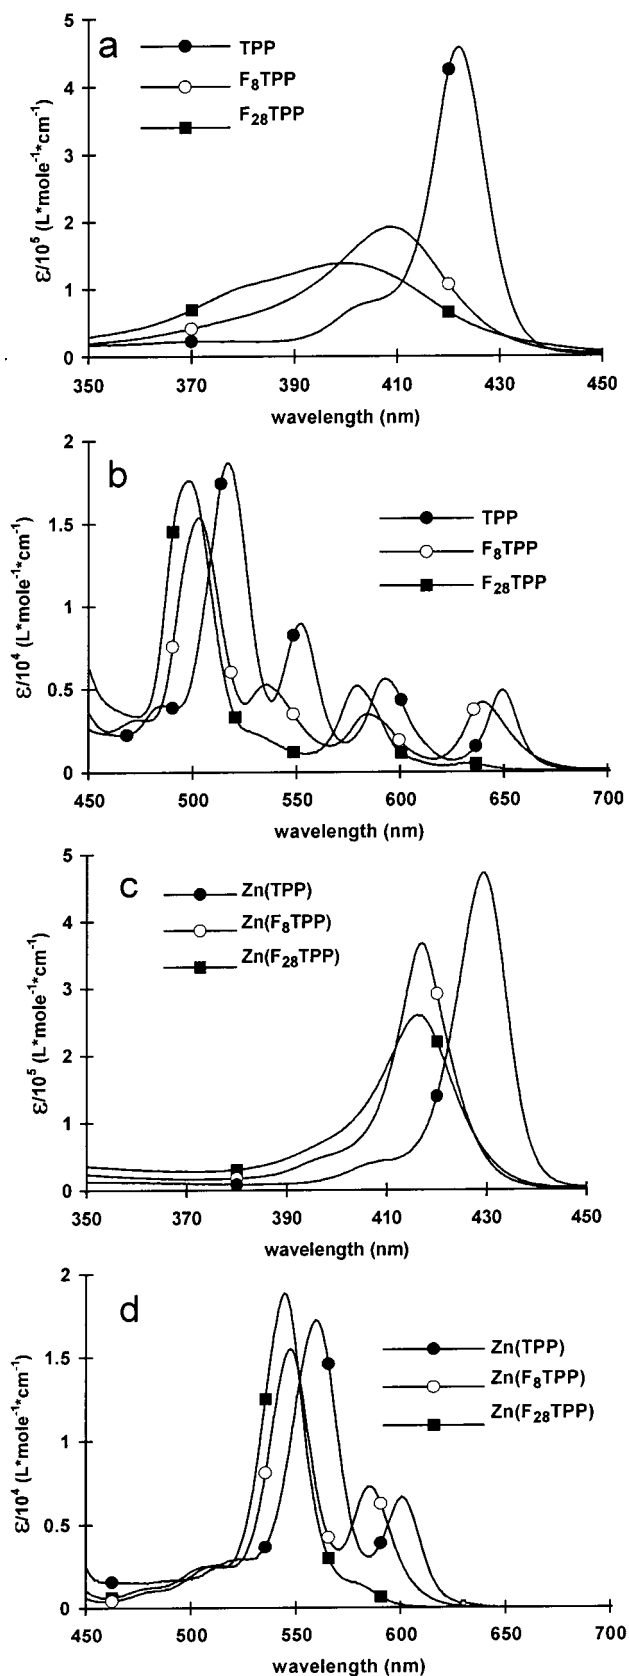 a
TPP
F₈TPP
F₂₈TPP
5
4
3
2
1
0
ε/10⁵ (L*mole⁻¹*cm⁻¹)
350 370 390 410 430 450
wavelength (nm)
b
TPP
F₈TPP
F₂₈TPP
2
1.5
1
0.5
0
ε/10⁴ (L*mole⁻¹*cm⁻¹)
450 500 550 600 650 700
wavelength (nm)
c
Zn(TPP)
Zn(F₈TPP)
Zn(F₂₈TPP)
5
4
3
2
1
0
ε/10⁵ (L*mole⁻¹*cm⁻¹)
350 370 390 410 430 450
wavelength (nm)
d
Zn(TPP)
Zn(F₈TPP)
Zn(F₂₈TPP)
2
1.5
1
0.5
0
ε/10⁴ (L*mole⁻¹*cm⁻¹)
450 500 550 600 650 700
wavelength (nm)